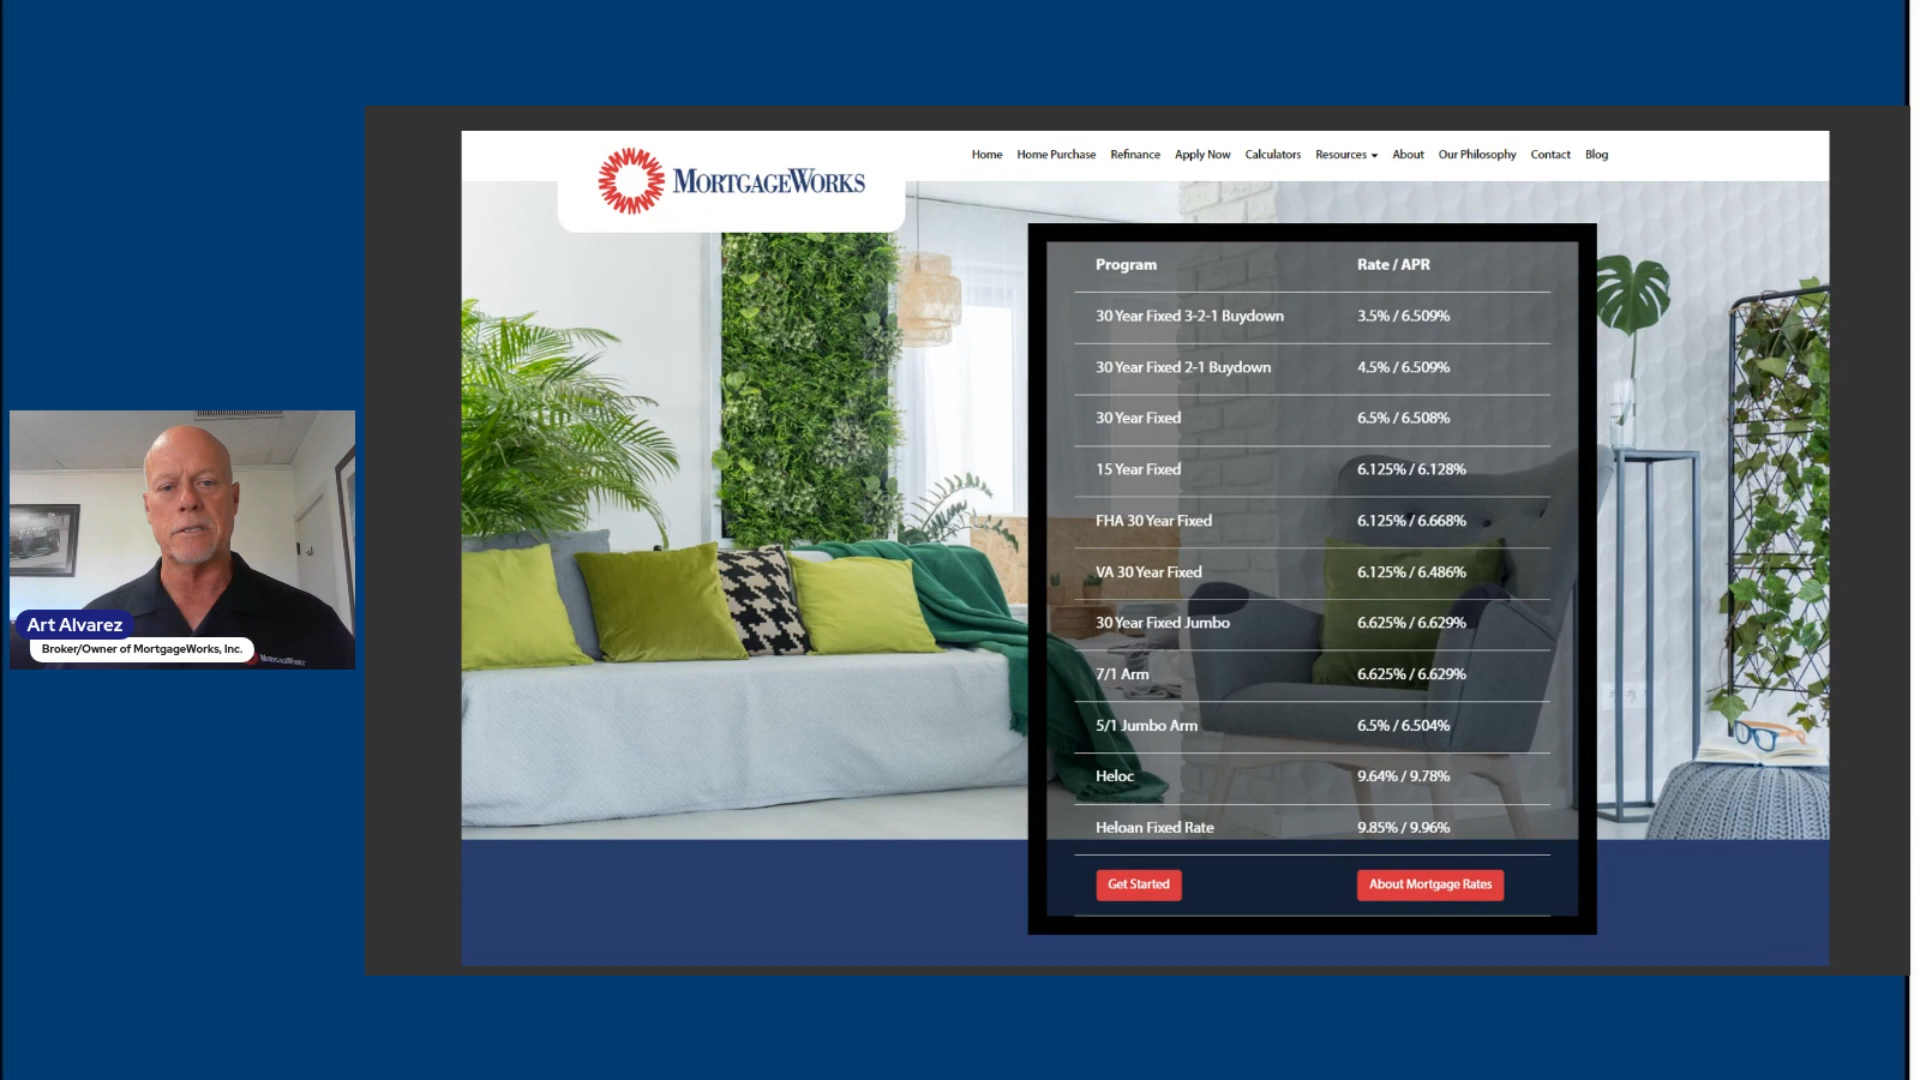 MORTGAGEWORKS
Home Home Purchase Refinance Apply Now Calculators Resources About Our Philosophy Contact Blog
Program Rate / APR
30 Year Fixed 3-2-1 Buydown 3.5% / 6.509%
30 Year Fixed 2-1 Buydown 4.5% / 6.509%
30 Year Fixed 6.5% / 6.508%
15 Year Fixed 6.125% / 6.128%
FHA 30 Year Fixed 6.125% / 6.668%
VA 30 Year Fixed 6.125% / 6.486%
30 Year Fixed Jumbo 6.625% / 6.629%
7/1 Arm 6.625% / 6.629%
5/1 Jumbo Arm 6.5% / 6.504%
Heloc 9.64% / 9.78%
Heloan Fixed Rate 9.85% / 9.96%
Get Started About Mortgage Rates
Art Alvarez
Broker/Owner of MortgageWorks, Inc.
MORTGAGEWORKS